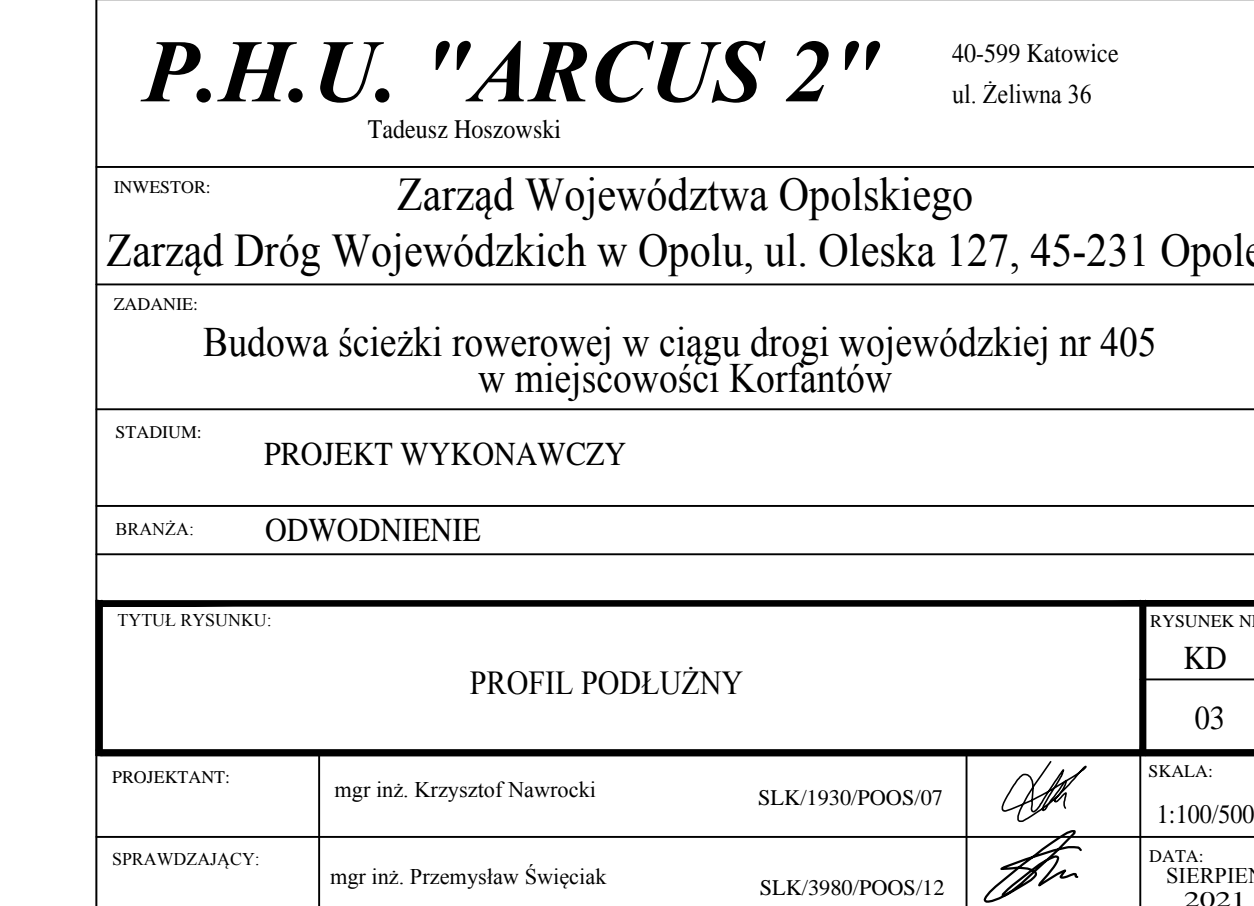 P.H.U. "ARCUS 2"
Tadeusz Hoszowski
40-599 Katowice
ul. Żeliwna 36
INWESTOR:
Zarząd Województwa Opolskiego
Zarząd Dróg Wojewódzkich w Opolu, ul. Oleska 127, 45-231 Opole
ZADANIE:
Budowa ścieżki rowerowej w ciągu drogi wojewódzkiej nr 405
w miejscowości Korfantów
STADIUM:
PROJEKT WYKONAWCZY
BRANŻA:
ODWODNIENIE
TYTUŁ RYSUNKU:
PROFIL PODŁUŻNY
RYSUNEK
KD
03
PROJEKTANT:
mgr inż. Krzysztof Nawrocki
SLK/1930/POOS/07
SKALA:
1:100/500
SPRAWDZAJĄCY:
mgr inż. Przemysław Święciak
SLK/3980/POOS/12
DATA:
SIERPIEŃ
2021